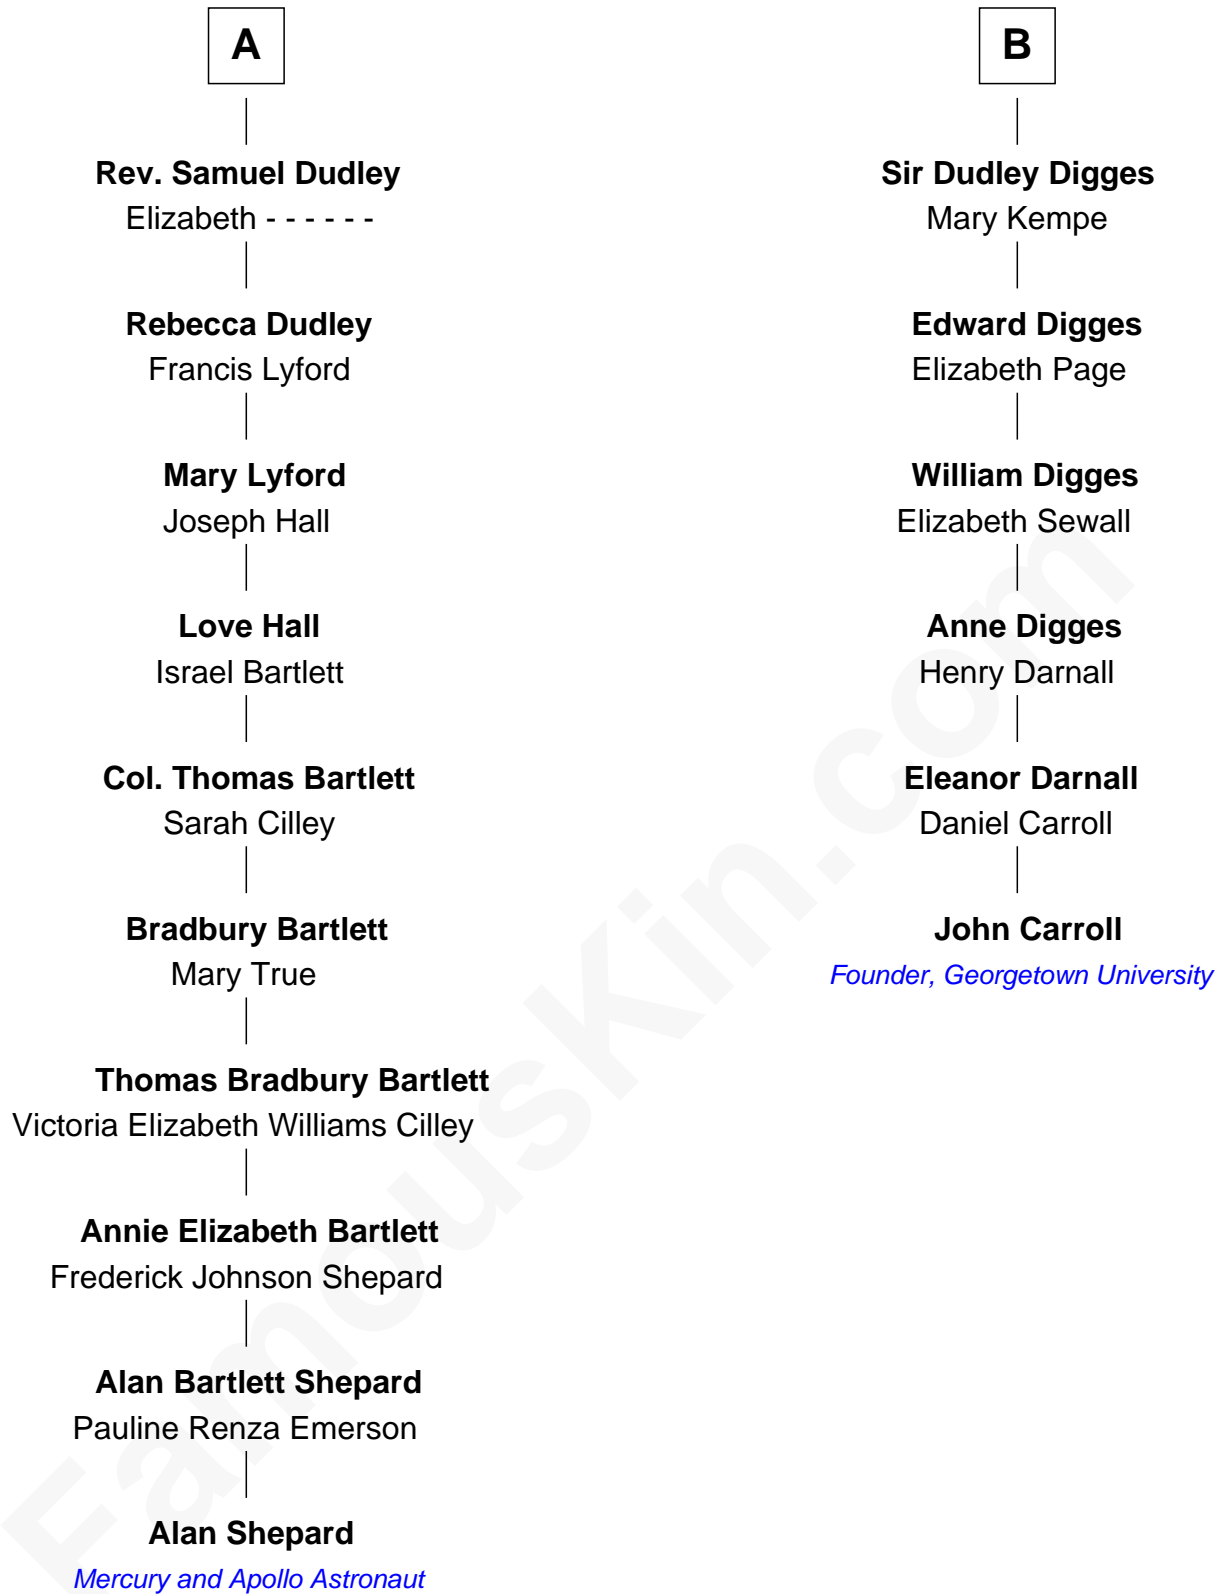 A
Rev. Samuel Dudley
Elizabeth - - - - - -
Rebecca Dudley
Francis Lyford
Mary Lyford
Joseph Hall
Love Hall
Israel Bartlett
Col. Thomas Bartlett
Sarah Cilley
Bradbury Bartlett
Mary True
Thomas Bradbury Bartlett
Victoria Elizabeth Williams Cilley
Annie Elizabeth Bartlett
Frederick Johnson Shepard
Alan Bartlett Shepard
Pauline Renza Emerson
Alan Shepard
Mercury and Apollo Astronaut
B
Sir Dudley Digges
Mary Kempe
Edward Digges
Elizabeth Page
William Digges
Elizabeth Sewall
Anne Digges
Henry Darnall
Eleanor Darnall
Daniel Carroll
John Carroll
Founder, Georgetown University
FamousKin.com